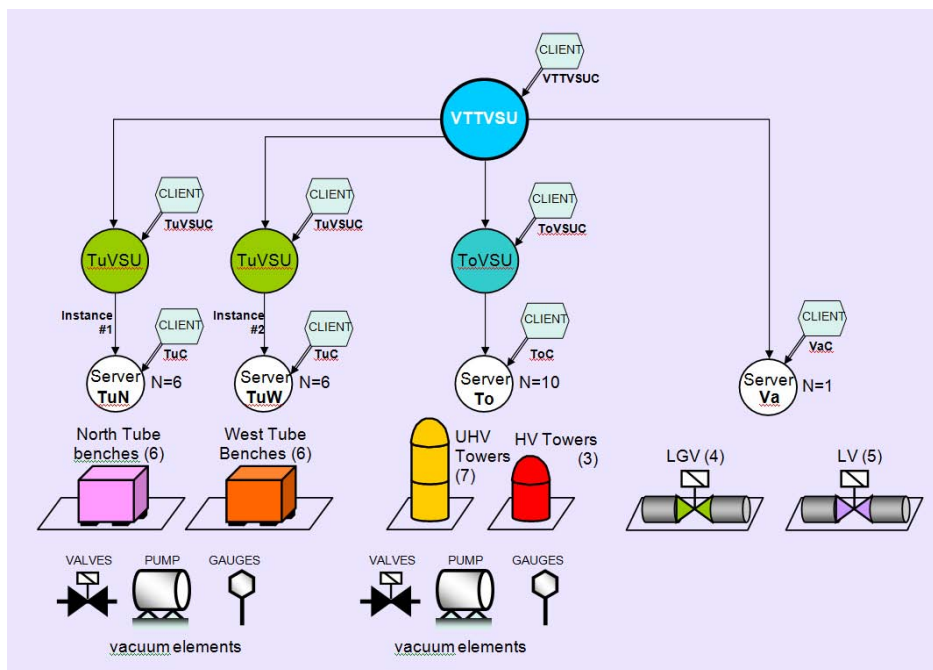 CLIENT
VTTVSUC
VTTVSU
CLIENT
TuVSUC
CLIENT
TuVSUC
CLIENT
ToVSUC
TuVSU
TuVSU
ToVSU
Instance
#1
CLIENT
TuC
Instance
#2
CLIENT
TuC
CLIENT
ToC
CLIENT
VaC
Server
TuN
N=6
Server
TuW
N=6
Server
To
N=10
Server
Va
N=1
North Tube
benches (6)
West Tube
Benches (6)
UHV
Towers
(7)
HV Towers
(3)
LGV (4)
LV (5)
VALVES
PUMP
GAUGES
vacuum elements
VALVES
PUMP
GAUGES
vacuum elements